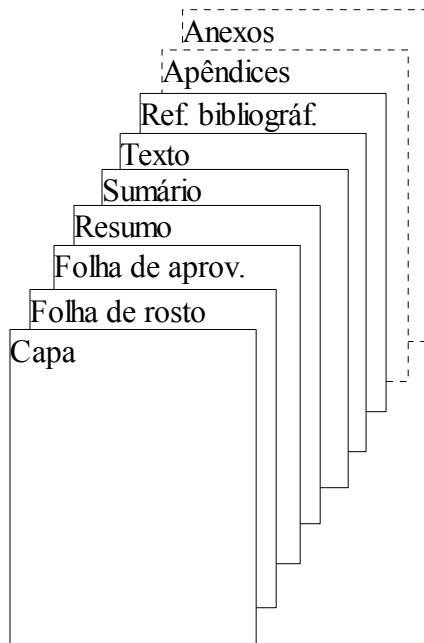 Anexos
Apêndices
Ref. bibliográf.
Texto
Sumário
Resumo
Folha de aprov.
Folha de rosto
Capa